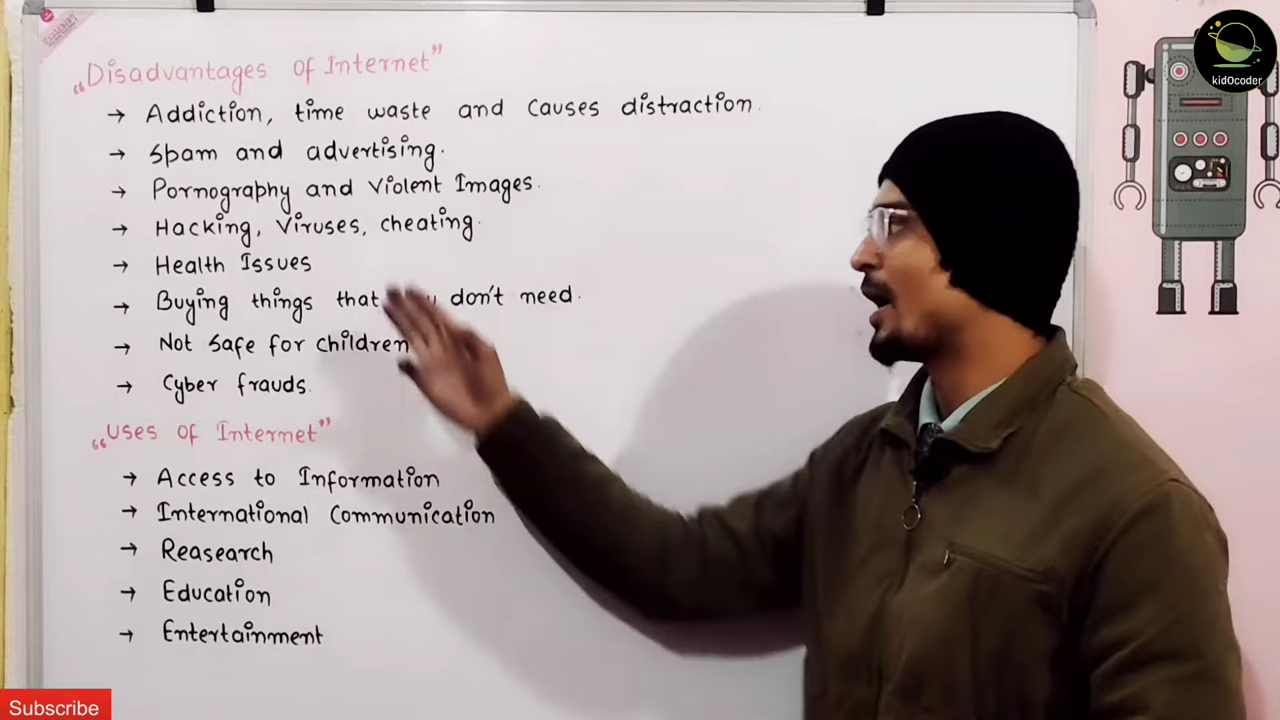 „Disadvantages of Internet”
→ Addiction, time waste and causes distraction.
→ Spam and advertising.
→ Pornography and Violent Images.
→ Hacking, Viruses, cheating.
→ Health Issues
→ Buying things that don't need.
→ Not safe for children
→ Cyber frauds.
„Uses of Internet”
→ Access to Information
→ International Communication
→ Reasearch
→ Education
→ Entertainment
kidOcoder
Subscribe